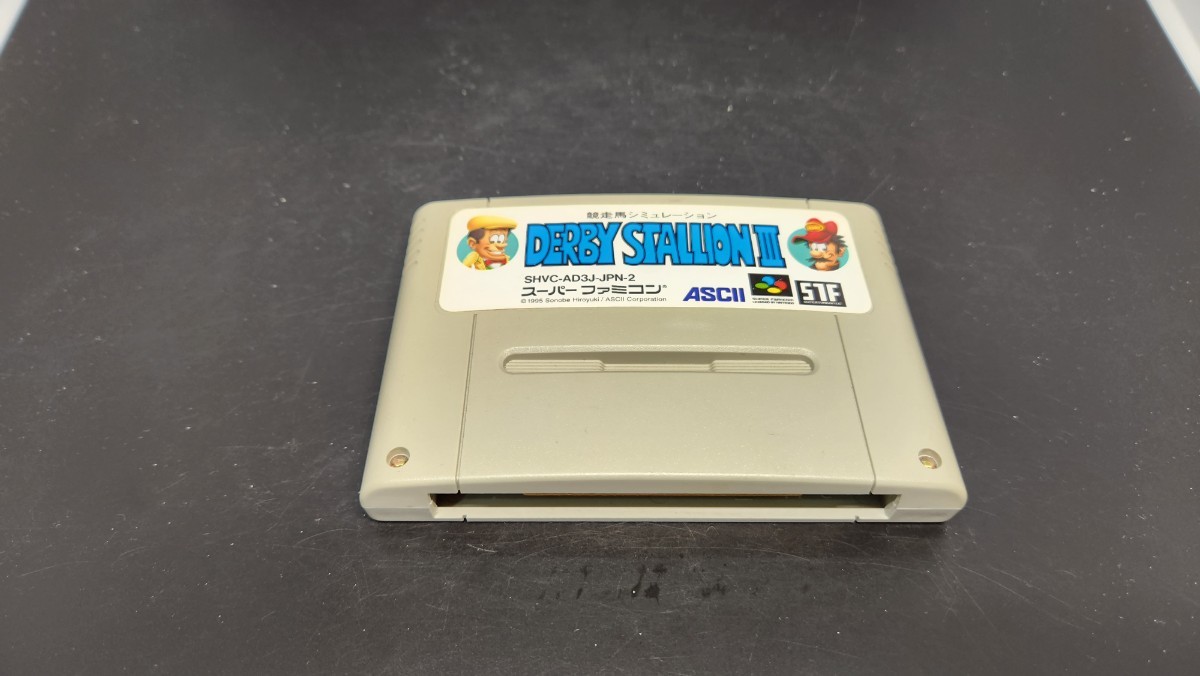 競走馬シミュレーション
DERBY STALLION III
SHVC-AD3J-JPN-2
スーパーファミコン®
© 1995 Sonobe Hiroyuki / ASCII Corporation
ASCII